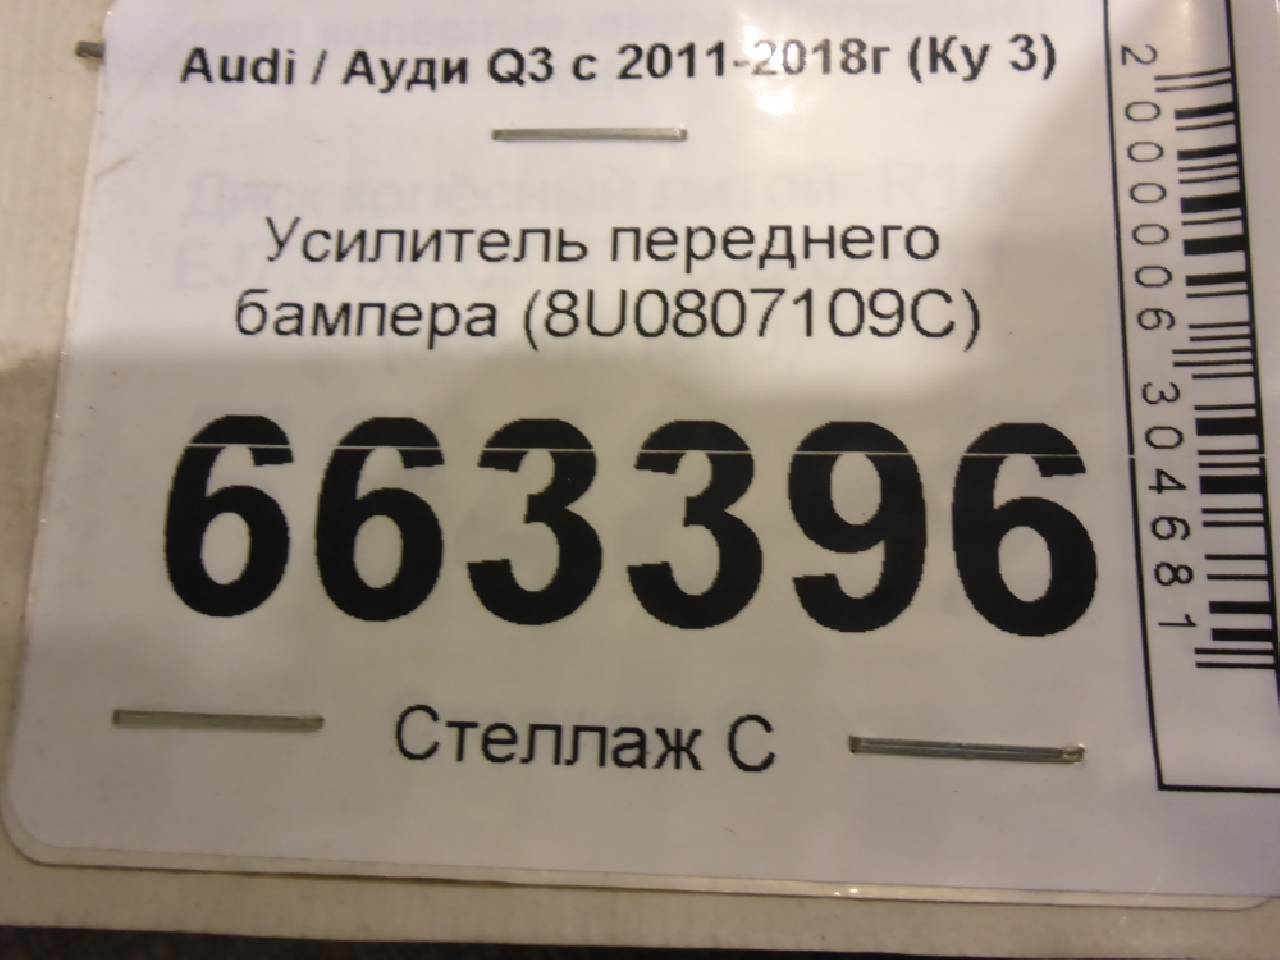 Audi / Ауди Q3 с 2011-2018г (Ку 3)
Усилитель переднего
бампера (8U0807109C)
663396
Стеллаж С
2000006304681